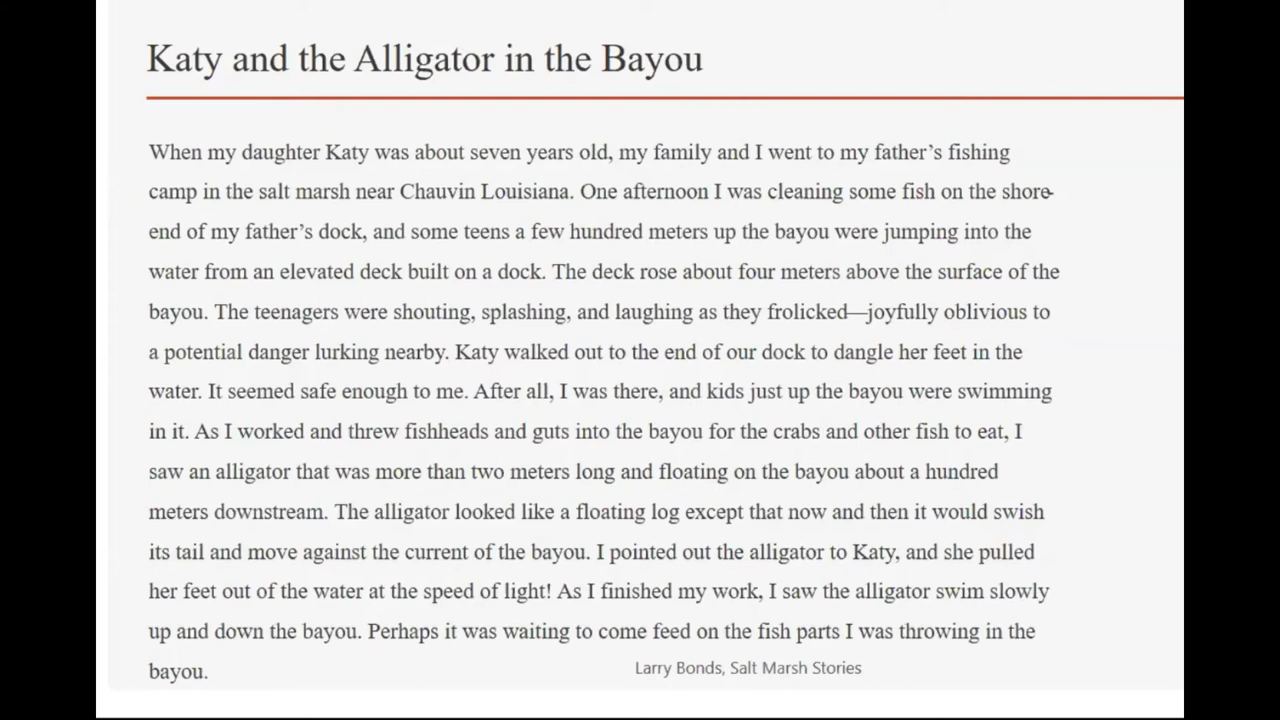 Katy and the Alligator in the Bayou
When my daughter Katy was about seven years old, my family and I went to my father’s fishing
camp in the salt marsh near Chauvin Louisiana. One afternoon I was cleaning some fish on the shore-
end of my father’s dock, and some teens a few hundred meters up the bayou were jumping into the
water from an elevated deck built on a dock. The deck rose about four meters above the surface of the
bayou. The teenagers were shouting, splashing, and laughing as they frolicked—joyfully oblivious to
a potential danger lurking nearby. Katy walked out to the end of our dock to dangle her feet in the
water. It seemed safe enough to me. After all, I was there, and kids just up the bayou were swimming
in it. As I worked and threw fishheads and guts into the bayou for the crabs and other fish to eat, I
saw an alligator that was more than two meters long and floating on the bayou about a hundred
meters downstream. The alligator looked like a floating log except that now and then it would swish
its tail and move against the current of the bayou. I pointed out the alligator to Katy, and she pulled
her feet out of the water at the speed of light! As I finished my work, I saw the alligator swim slowly
up and down the bayou. Perhaps it was waiting to come feed on the fish parts I was throwing in the
bayou.
Larry Bonds, Salt Marsh Stories